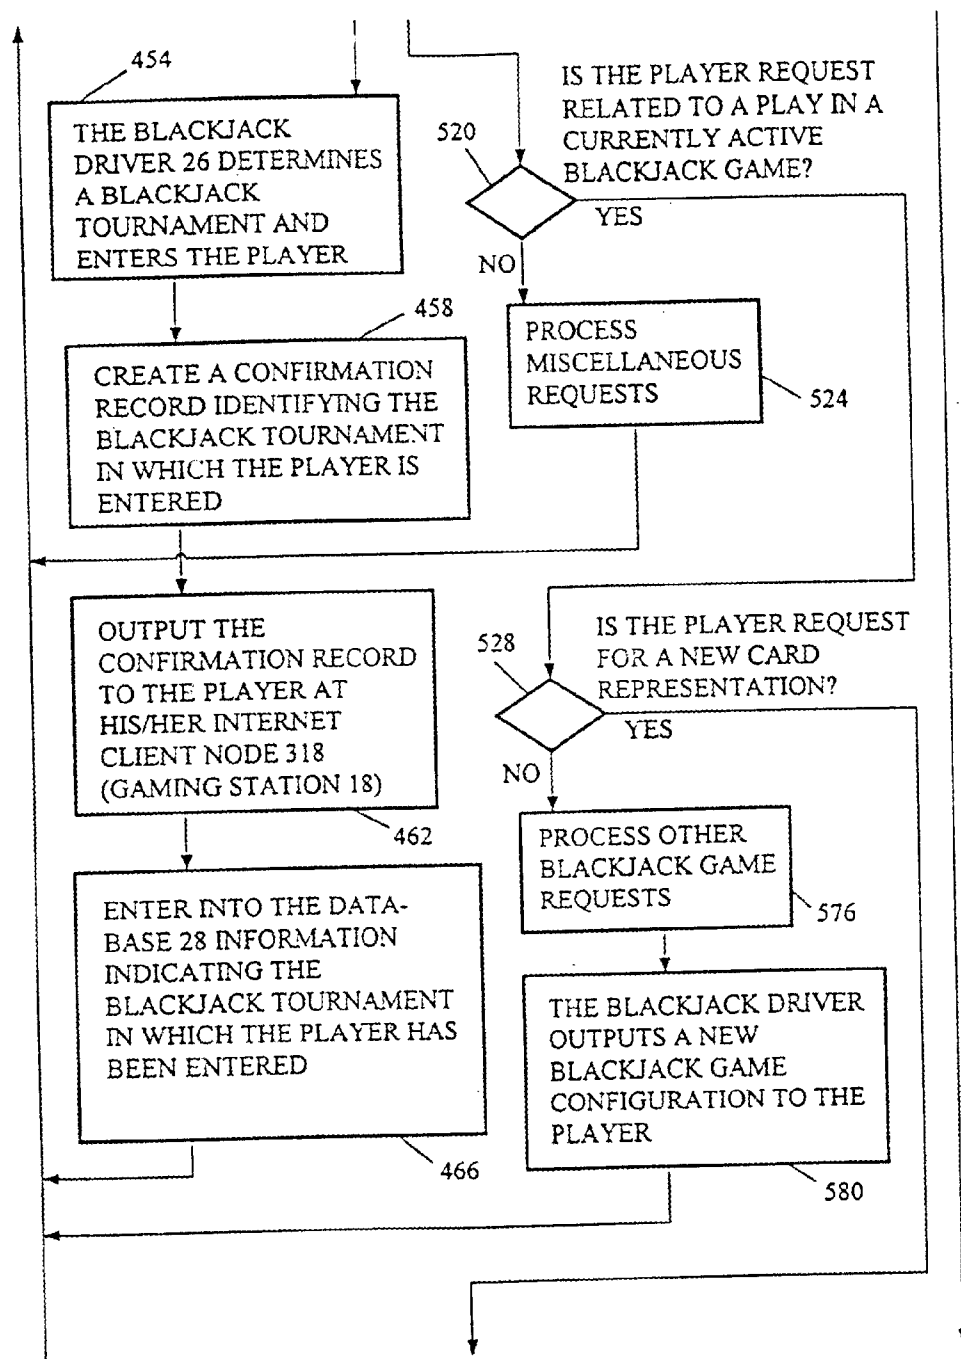 454
THE BLACKJACK
DRIVER 26 DETERMINES
A BLACKJACK
TOURNAMENT AND
ENTERS THE PLAYER
458
CREATE A CONFIRMATION
RECORD IDENTIFYING THE
BLACKJACK TOURNAMENT
IN WHICH THE PLAYER IS
ENTERED
OUTPUT THE
CONFIRMATION RECORD
TO THE PLAYER AT
HIS/HER INTERNET
CLIENT NODE 318
(GAMING STATION 18)
462
ENTER INTO THE DATA-
BASE 28 INFORMATION
INDICATING THE
BLACKJACK TOURNAMENT
IN WHICH THE PLAYER HAS
BEEN ENTERED
466
IS THE PLAYER REQUEST
RELATED TO A PLAY IN A
CURRENTLY ACTIVE
BLACKJACK GAME?
520
YES
NO
PROCESS
MISCELLANEOUS
REQUESTS
524
IS THE PLAYER REQUEST
FOR A NEW CARD
REPRESENTATION?
528
YES
NO
PROCESS OTHER
BLACKJACK GAME
REQUESTS
576
THE BLACKJACK DRIVER
OUTPUTS A NEW
BLACKJACK GAME
CONFIGURATION TO THE
PLAYER
580